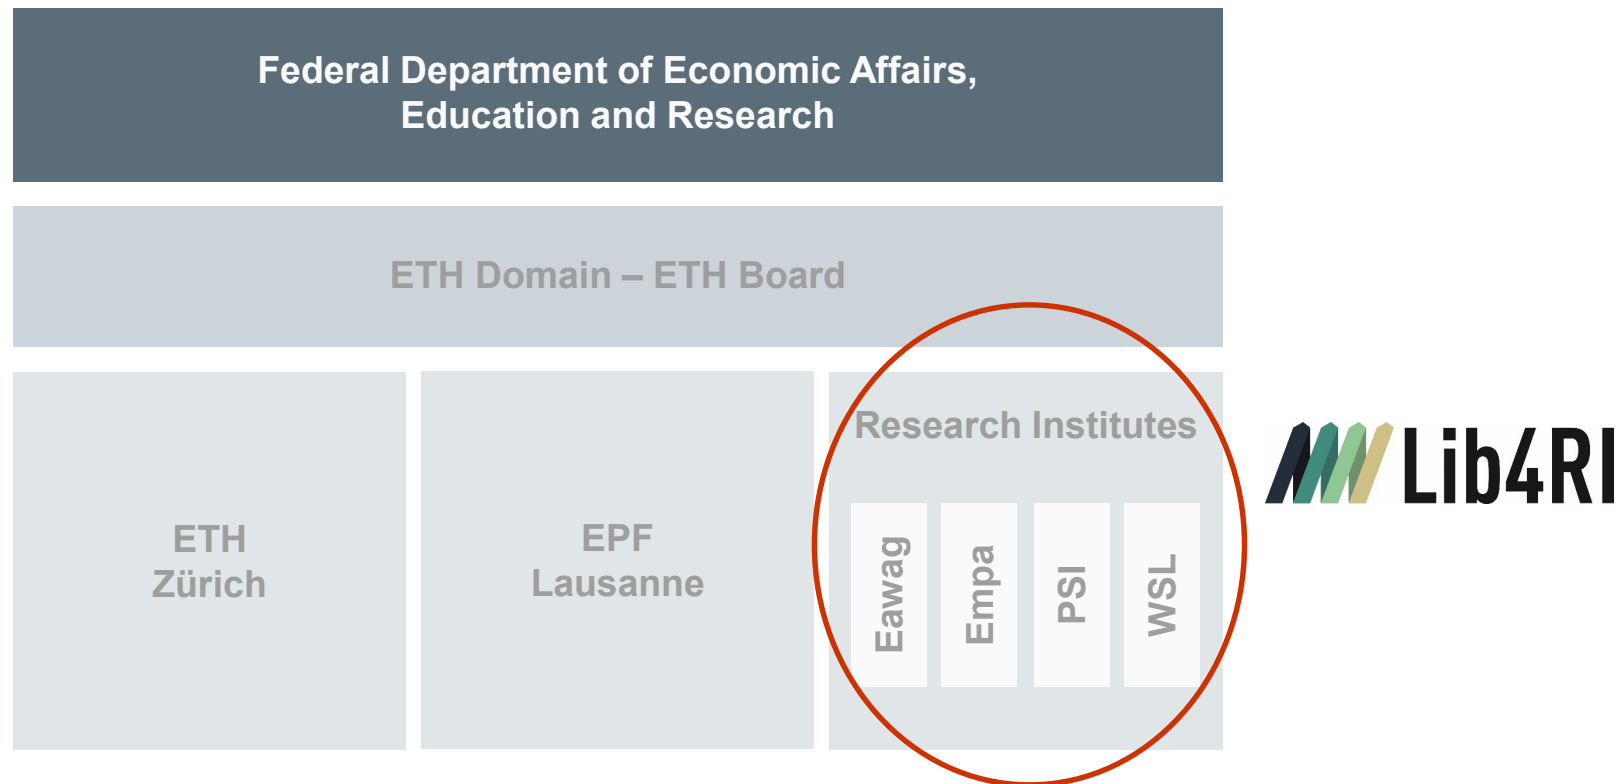 Federal Department of Economic Affairs,
Education and Research
ETH Domain – ETH Board
ETH
Zürich
EPF
Lausanne
Research Institutes
Eawag
Empa
PSI
WSL
Lib4RI